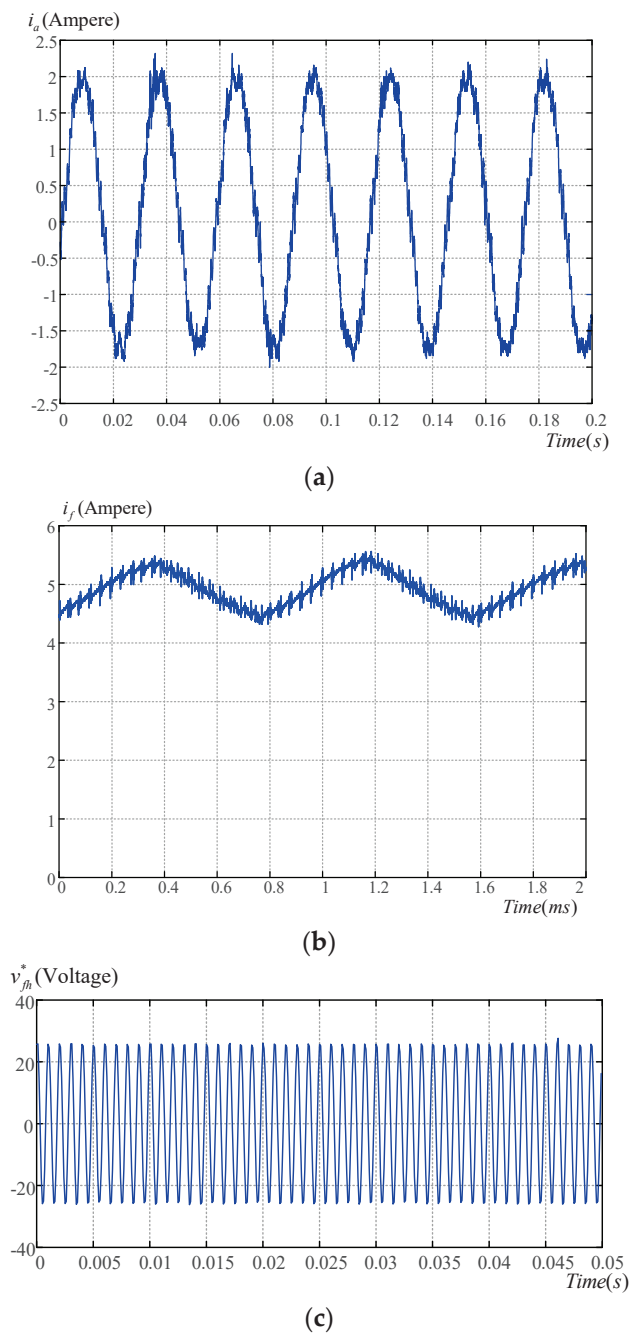 i_a (Ampere)
2.5
2
1.5
1
0.5
0
-0.5
-1
-1.5
-2
-2.5
0 0.02 0.04 0.06 0.08 0.1 0.12 0.14 0.16 0.18 0.2
Time(s)
(a)
i_f (Ampere)
6
5
4
3
2
1
0
0 0.2 0.4 0.6 0.8 1 1.2 1.4 1.6 1.8 2
Time(ms)
(b)
v*_fh (Voltage)
40
20
0
-20
-40
0 0.005 0.01 0.015 0.02 0.025 0.03 0.035 0.04 0.045 0.05
Time(s)
(c)